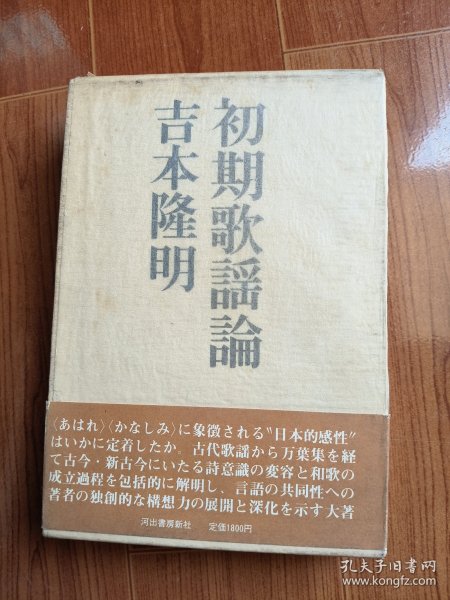 初期歌謡論
吉本隆明
〈あはれ〉〈かなしみ〉に象徴される〝日本的感性〟
はいかに定着したか。古代歌謡から万葉集を経
て古今・新古今にいたる詩意識の変容と和歌の
成立過程を包括的に解明し、言語の共同性への
著者の独創的な構想力の展開と深化を示す大著
河出書房新社 定価1800円
孔夫子旧书网
www.kongfz.com